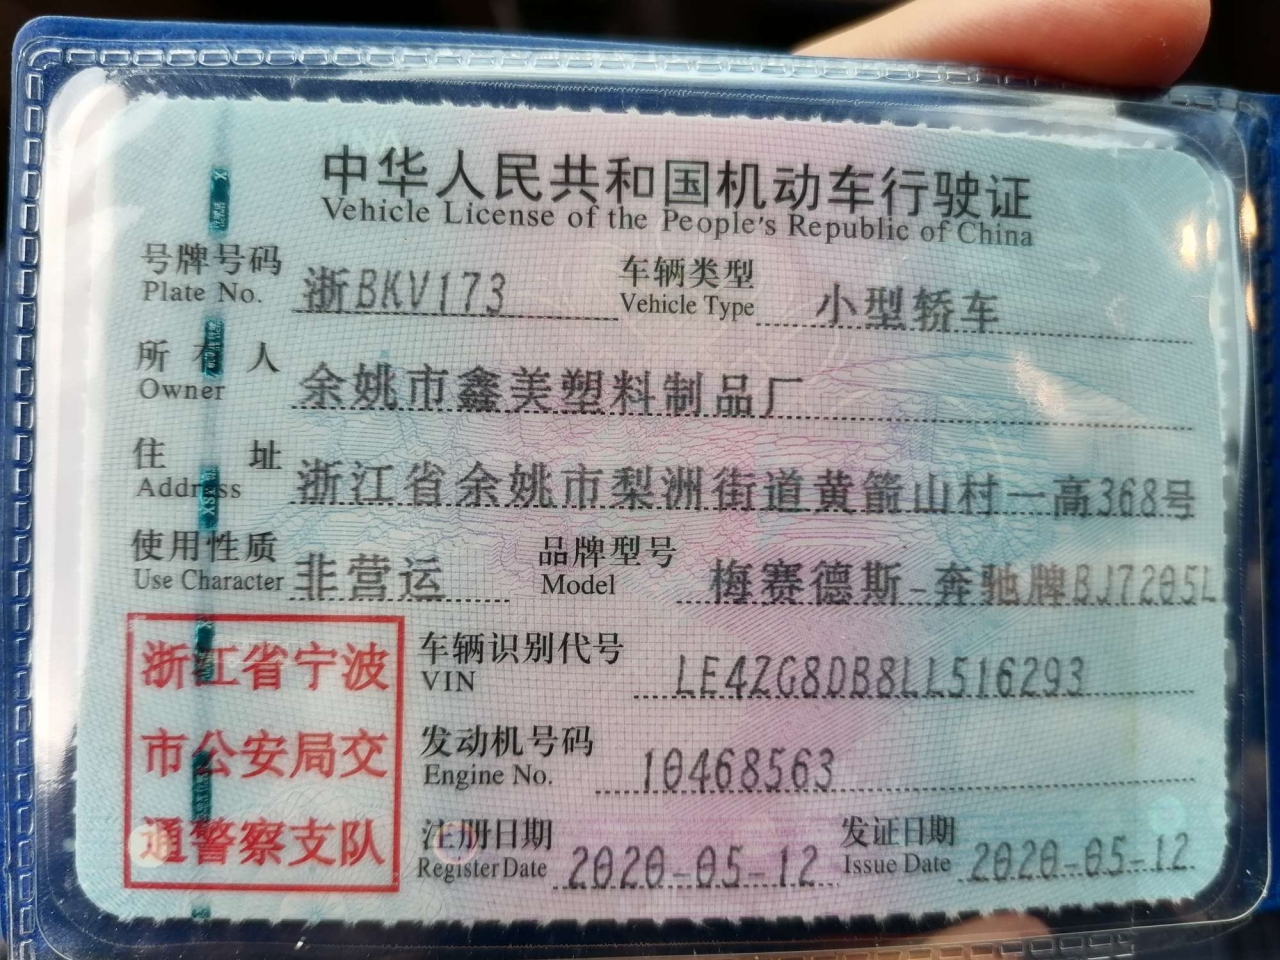 中华人民共和国机动车行驶证
Vehicle License of the People's Republic of China
号牌号码 浙BKV173 车辆类型 小型轿车
Plate No. Vehicle Type
所有人 余姚市鑫美塑料制品厂
Owner
住址 浙江省余姚市梨洲街道黄箭山村一高368号
Address
使用性质 非营运 品牌型号 梅赛德斯-奔驰牌BJ7205L
Use Character Model
浙江省宁波
市公安局交
通警察支队
车辆识别代号 LE4ZG8DB8LL516293
VIN
发动机号码 10468563
Engine No.
注册日期 2020-05-12 发证日期 2020-05-12
Register Date Issue Date